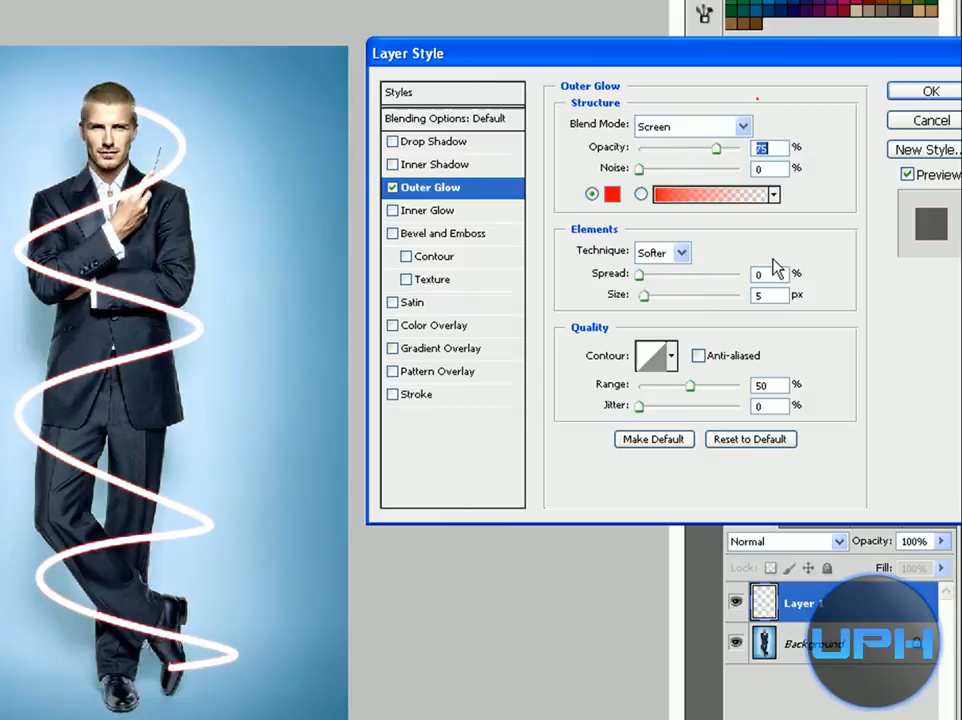 Layer Style
Styles
Blending Options: Default
Drop Shadow
Inner Shadow
Outer Glow
Inner Glow
Bevel and Emboss
Contour
Texture
Satin
Color Overlay
Gradient Overlay
Pattern Overlay
Stroke
Outer Glow
Structure
Blend Mode: Screen
Opacity: 75 %
Noise: 0 %
Elements
Technique: Softer
Spread: 0 %
Size: 5 px
Quality
Contour: Anti-aliased
Range: 50 %
Jitter: 0 %
Make Default Reset to Default
OK
Cancel
New Style...
Preview
Normal Opacity: 100%
Lock: Fill: 100%
Layer 1
Background
UPH